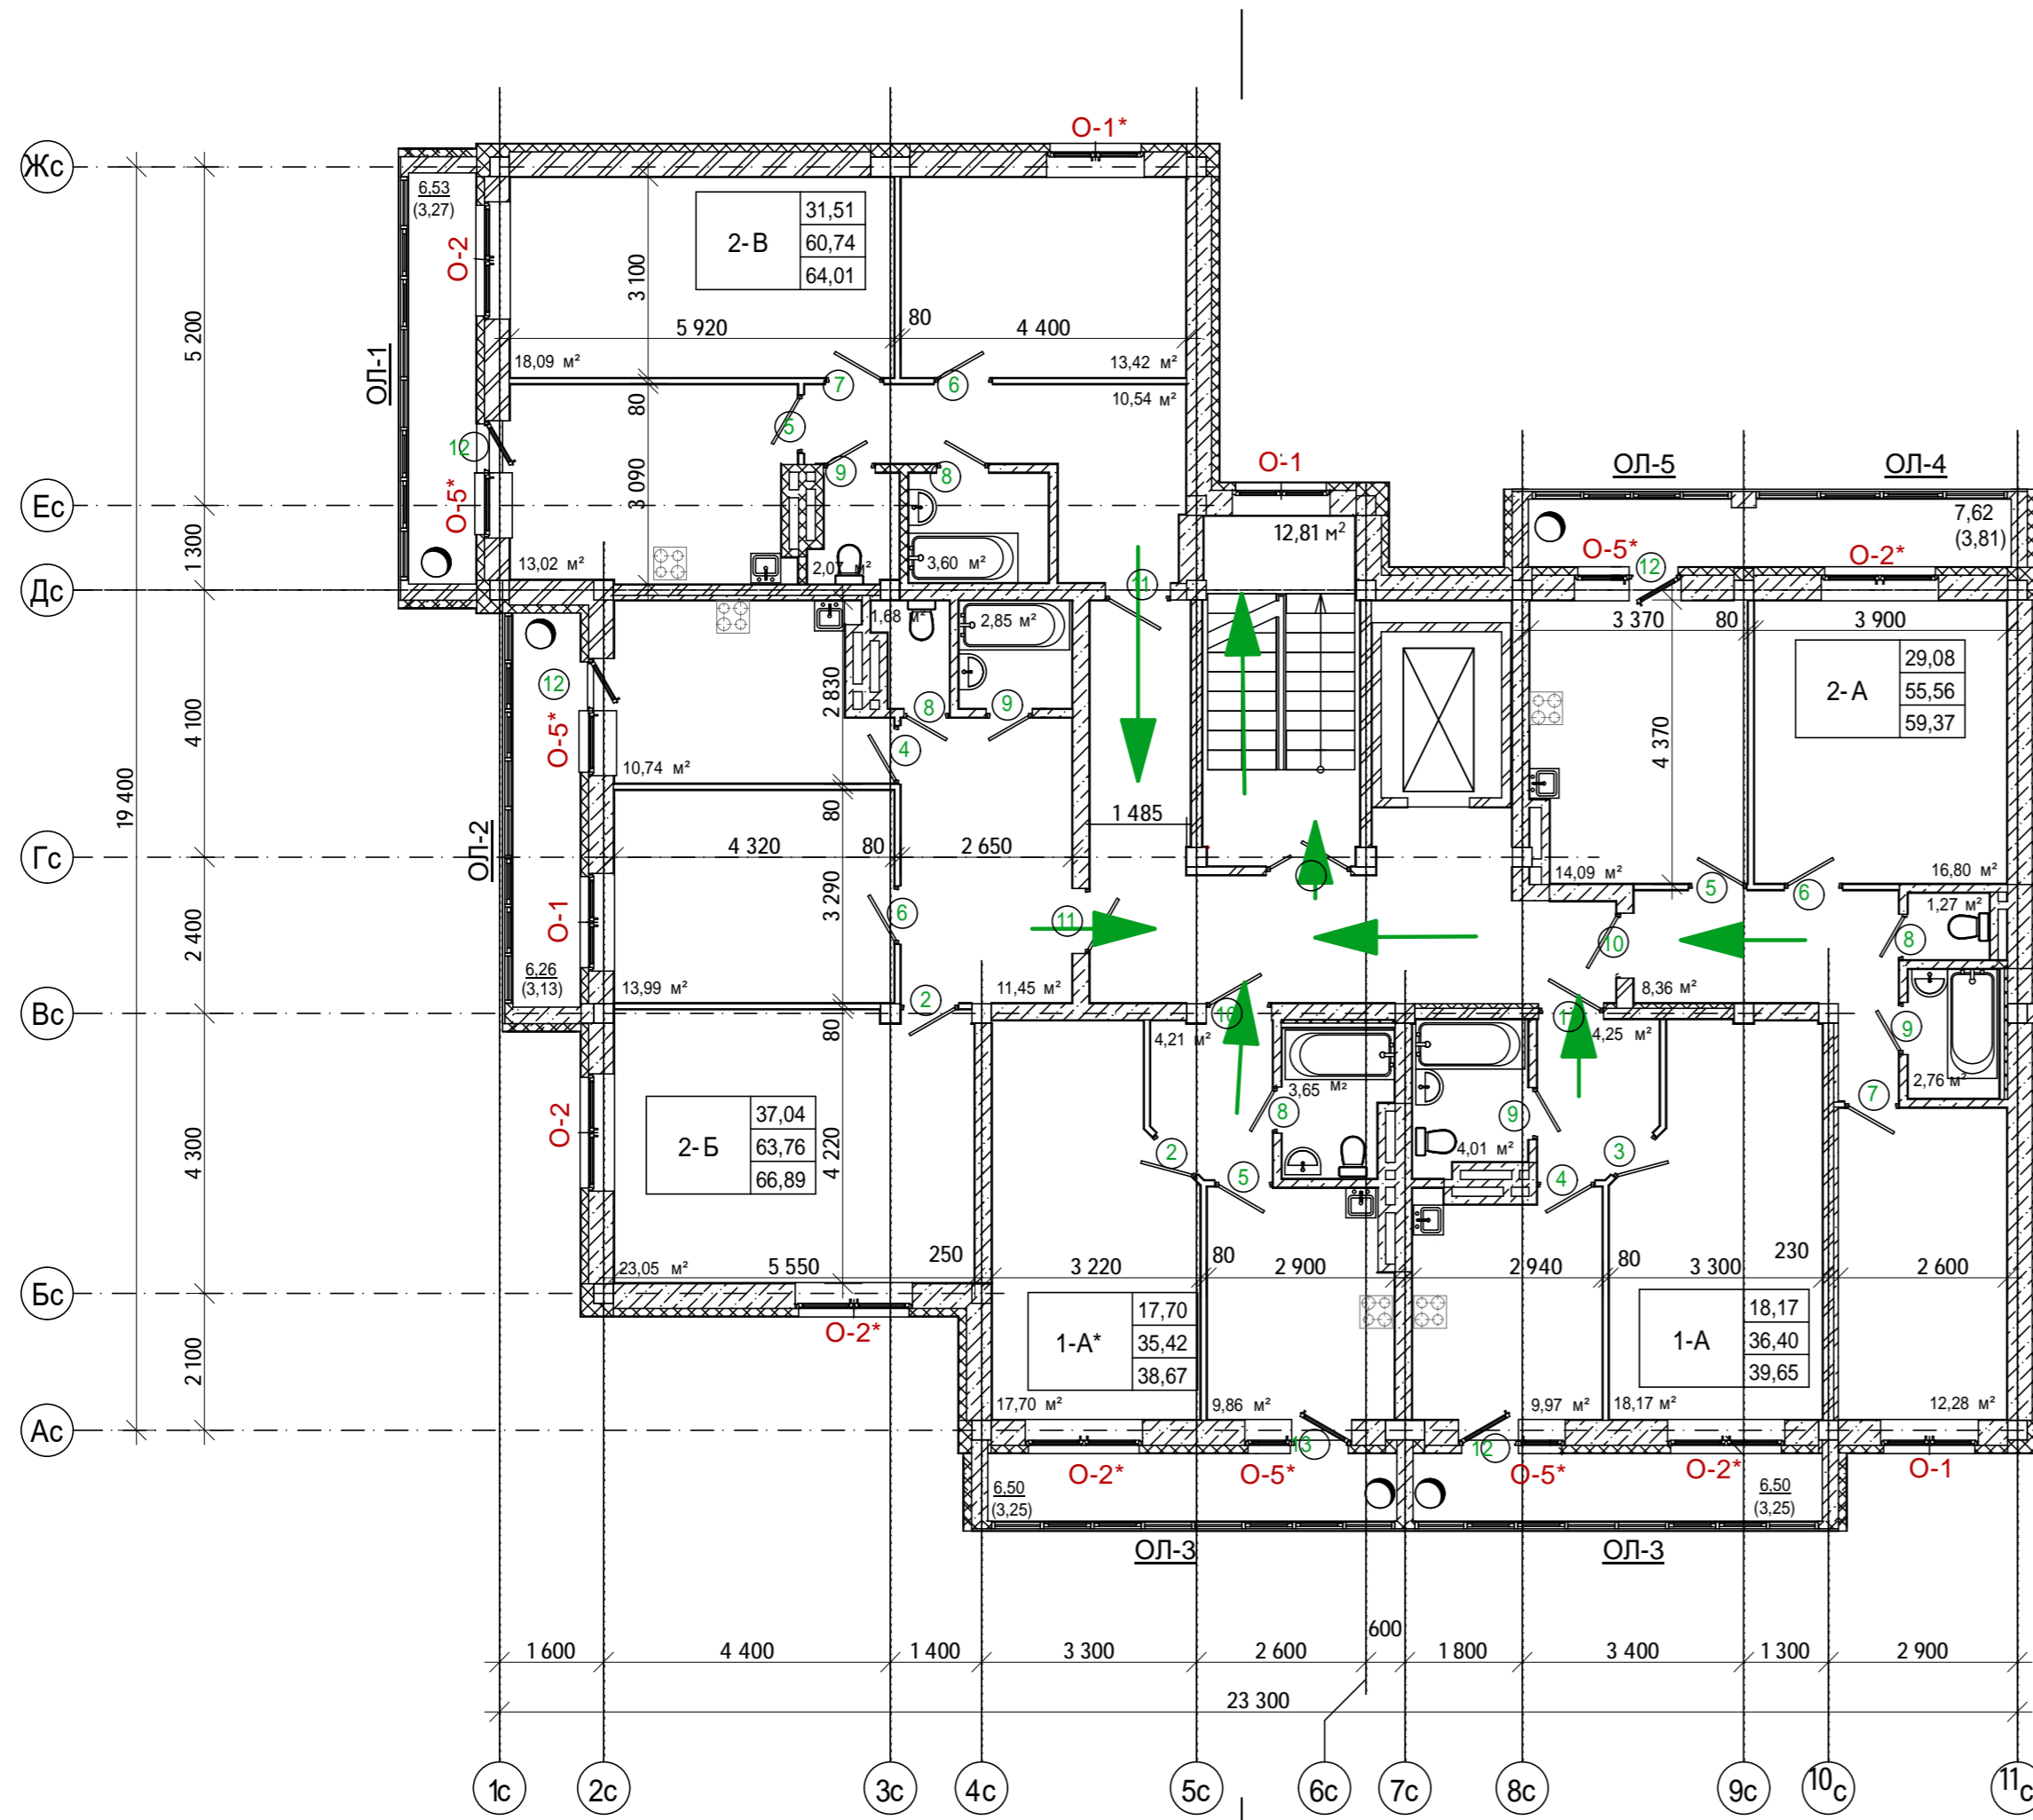 О-1*
Жс
6,53
(3,27)
О-2
2-В
31,51
60,74
64,01
3 100
5 920
80
4 400
5 200
18,09 м²
13,42 м²
ОЛ-1
7
6
80
5
10,54 м²
12
9
8
О-1
ОЛ-5
ОЛ-4
Ес
О-5*
3 090
7,62
(3,81)
12,81 м²
1 300
13,02 м²
2,07 м²
3,60 м²
О-5*
12
О-2*
Дс
11
1,68 м²
2,85 м²
3 370
80
3 900
12
2 830
2-А
29,08
55,56
59,37
8
9
4 100
О-5*
4
10,74 м²
4 370
19 400
80
1 485
ОЛ-2
Гс
4 320
80
2 650
14,09 м²
16,80 м²
5
6
3 290
6
1,27 м²
11
О-1
10
8
2 400
6,26
(3,13)
13,99 м²
11,45 м²
8,36 м²
2
Вс
10
11
80
4,21 м²
4,25 м²
9
3,65 м²
2,76 м²
О-2
2-Б
37,04
63,76
66,89
8
9
7
4 300
4 220
2
4,01 м²
3
5
4
23,05 м²
5 550
250
3 220
80
2 900
2 940
80
3 300
230
2 600
Бс
О-2*
1-А*
17,70
35,42
38,67
1-А
18,17
36,40
39,65
2 100
17,70 м²
9,86 м²
9,97 м²
18,17 м²
12,28 м²
Ас
13
12
О-2*
О-5*
О-5*
О-2*
О-1
6,50
(3,25)
6,50
(3,25)
ОЛ-3
ОЛ-3
1 600
4 400
1 400
3 300
2 600
600
1 800
3 400
1 300
2 900
23 300
1с
2с
3с
4с
5с
6с
7с
8с
9с
10с
11с